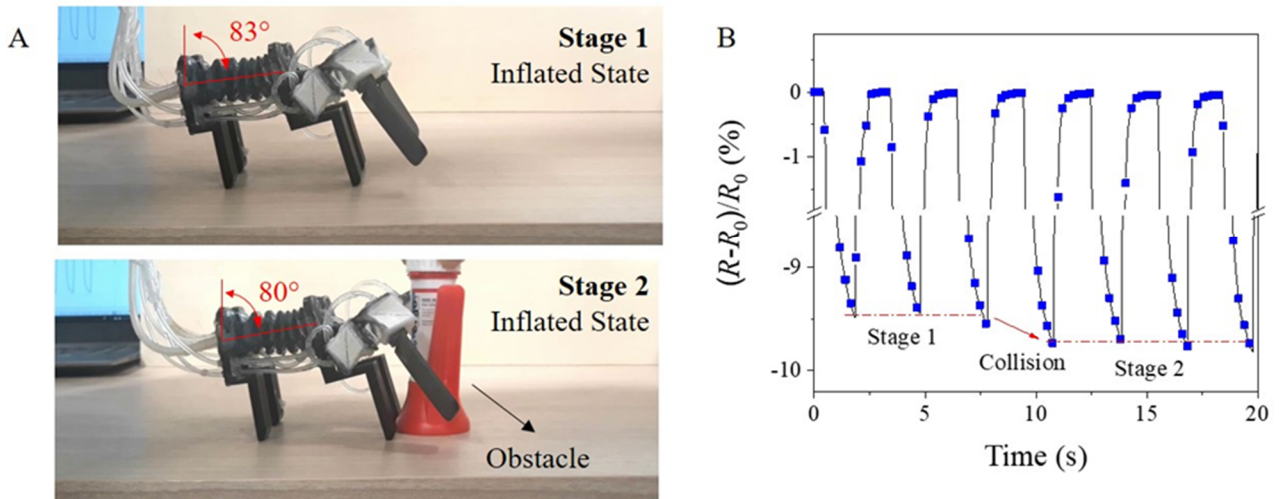 A
83°
Stage 1
Inflated State
80°
Stage 2
Inflated State
Obstacle
B
(R-R0)/R0 (%)
0
-1
-9
-10
Stage 1
Collision
Stage 2
0
5
10
15
20
Time (s)